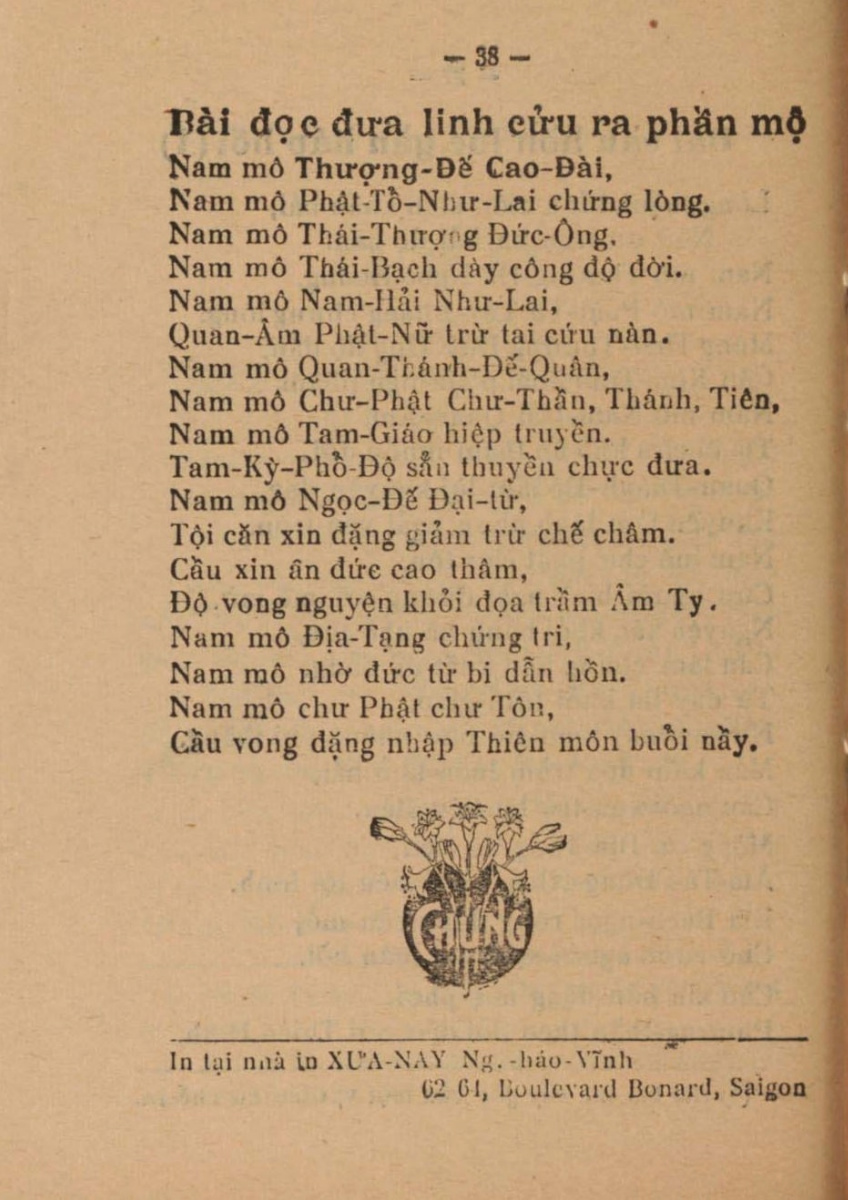 — 38 —
Bài đọc đưa linh cửu ra phần mộ
Nam mô Thượng-Đế Cao-Đài,
Nam mô Phật-Tổ-Như-Lai chứng lòng.
Nam mô Thái-Thượng Đức-Ông,
Nam mô Thái-Bạch dày công độ đời.
Nam mô Nam-Hải Như-Lai,
Quan-Âm Phật-Nữ trừ tai cứu nàn.
Nam mô Quan-Thánh-Đế-Quân,
Nam mô Chư-Phật Chư-Thần, Thánh, Tiên,
Nam mô Tam-Giáo hiệp truyền.
Tam-Kỳ-Phổ-Độ sẳn thuyền chực đưa.
Nam mô Ngọc-Đế Đại-từ,
Tội căn xin đặng giảm trừ chế châm.
Cầu xin ân đức cao thâm,
Độ vong nguyện khỏi đọa trầm Âm Ty.
Nam mô Địa-Tạng chứng tri,
Nam mô nhờ đức từ bi dẫn hồn.
Nam mô chư Phật chư Tôn,
Cầu vong đặng nhập Thiên môn buổi nầy.
CHUNG
In tại nhà in XƯA-NAY Ng.-háo-Vĩnh
62 64, Boulevard Bonard, Saigon